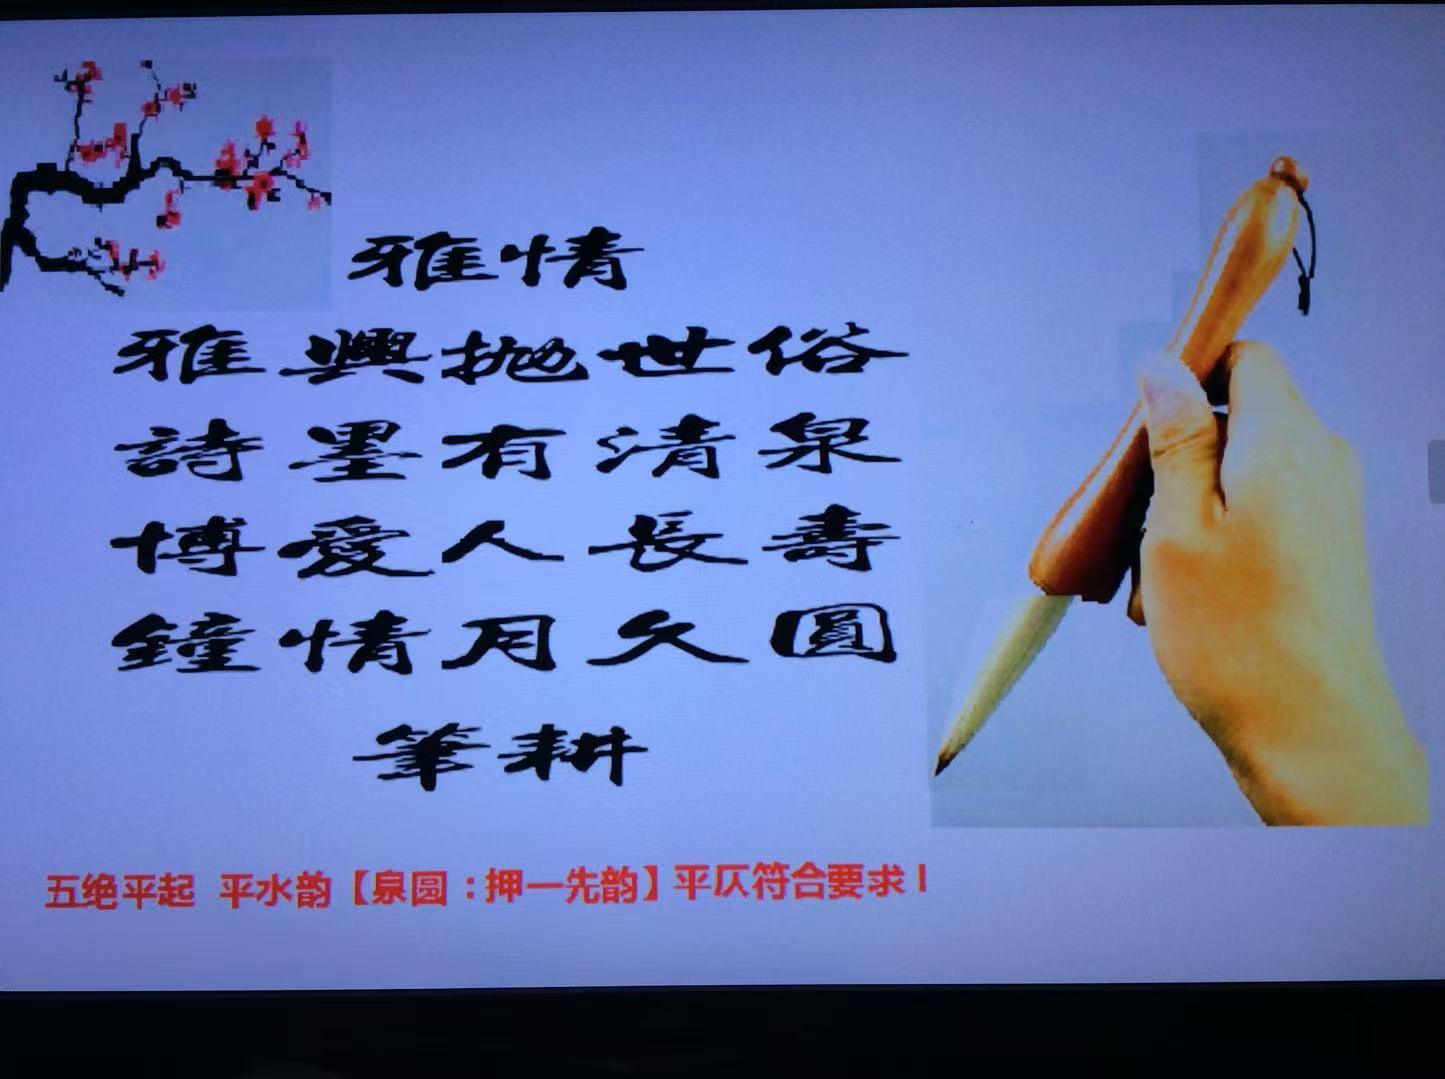 雅情
雅興抛世俗
詩墨有清泉
博愛人長壽
鐘情月久圓
筆耕
五绝平起 平水韵【泉圆：押一先韵】平仄符合要求！